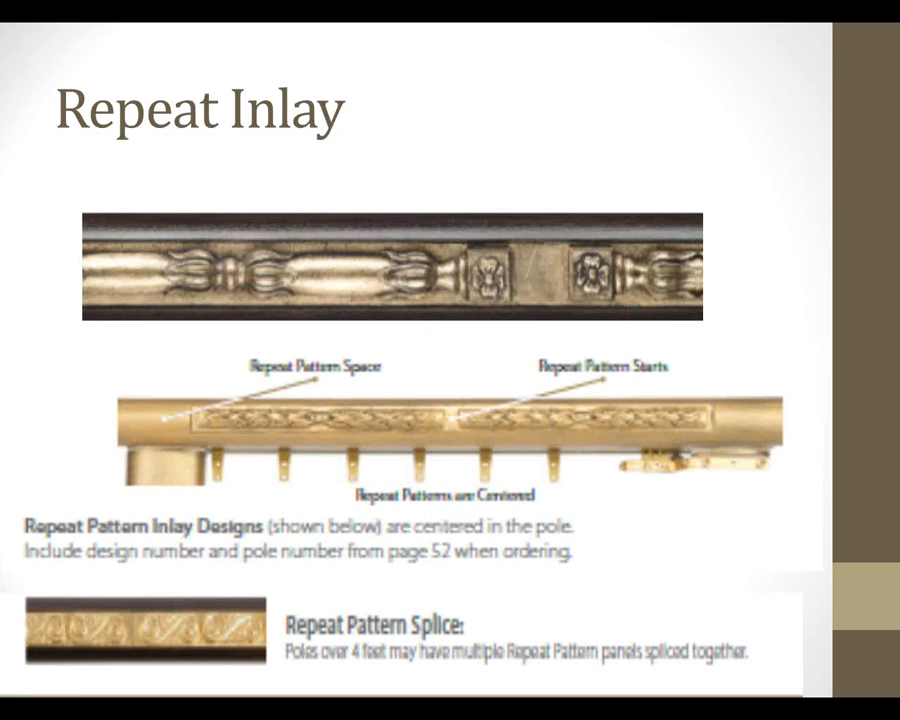 Repeat Inlay
Repeat Pattern Space
Repeat Pattern Starts
Repeat Patterns are Centered
Repeat Pattern Inlay Designs (shown below) are centered in the pole.
Include design number and pole number from page 52 when ordering.
Repeat Pattern Splice:
Poles over 4 feet may have multiple Repeat Pattern panels spliced together.